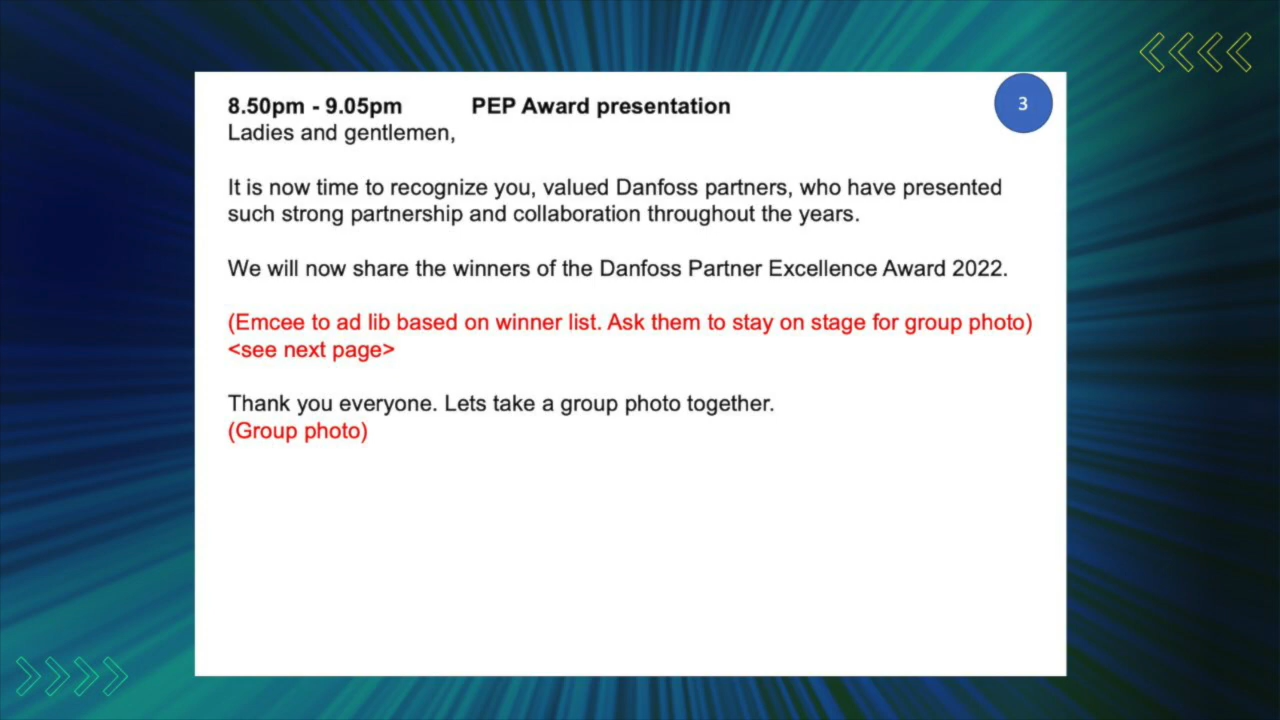 8.50pm - 9.05pm PEP Award presentation
3
Ladies and gentlemen,
It is now time to recognize you, valued Danfoss partners, who have presented
such strong partnership and collaboration throughout the years.
We will now share the winners of the Danfoss Partner Excellence Award 2022.
(Emcee to ad lib based on winner list. Ask them to stay on stage for group photo)
<see next page>
Thank you everyone. Lets take a group photo together.
(Group photo)